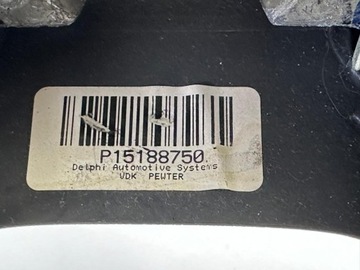 P15188750
Delphi Automotive Systems
VDK PEWTER